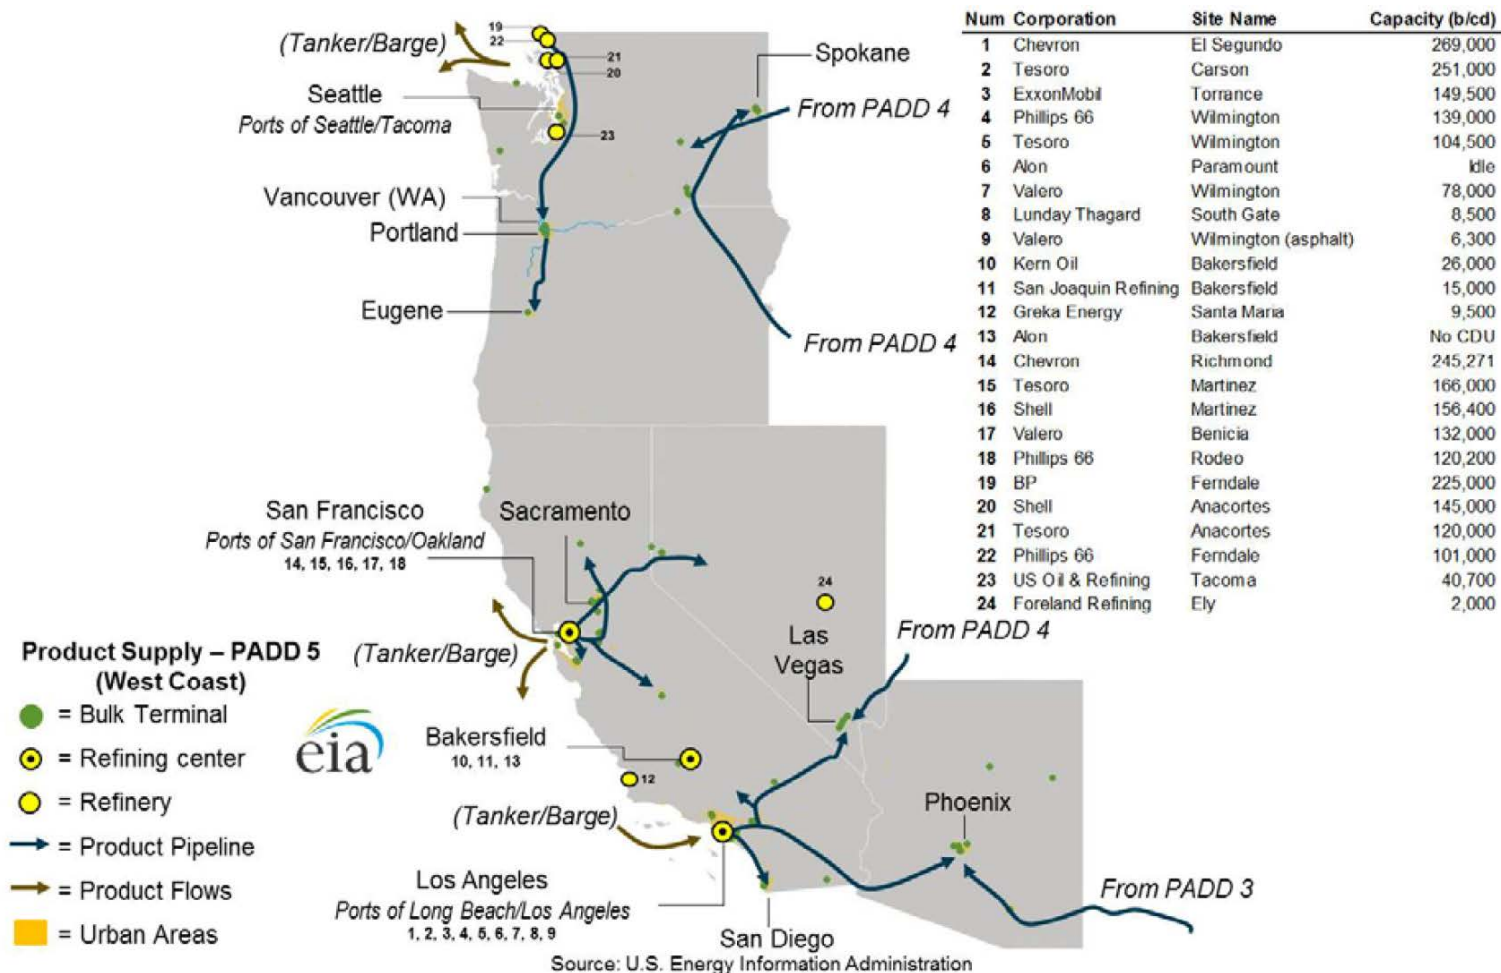 Num Corporation Site Name Capacity (b/cd)
1 Chevron El Segundo 269,000
2 Tesoro Carson 251,000
3 ExxonMobil Torrance 149,500
4 Phillips 66 Wilmington 139,000
5 Tesoro Wilmington 104,500
6 Alon Paramount Idle
7 Valero Wilmington 78,000
8 Lunday Thagard South Gate 8,500
9 Valero Wilmington (asphalt) 6,300
10 Kern Oil Bakersfield 26,000
11 San Joaquin Refining Bakersfield 15,000
12 Greka Energy Santa Maria 9,500
13 Alon Bakersfield No CDU
14 Chevron Richmond 245,271
15 Tesoro Martinez 166,000
16 Shell Martinez 156,400
17 Valero Benicia 132,000
18 Phillips 66 Rodeo 120,200
19 BP Ferndale 225,000
20 Shell Anacortes 145,000
21 Tesoro Anacortes 120,000
22 Phillips 66 Ferndale 101,000
23 US Oil & Refining Tacoma 40,700
24 Foreland Refining Ely 2,000
19
22
21
20
(Tanker/Barge)
Spokane
Seattle
Ports of Seattle/Tacoma
23
From PADD 4
Vancouver (WA)
Portland
Eugene
From PADD 4
San Francisco
Ports of San Francisco/Oakland
14, 15, 16, 17, 18
Sacramento
24
Las
Vegas
From PADD 4
(Tanker/Barge)
Bakersfield
10, 11, 13
12
(Tanker/Barge)
Phoenix
Los Angeles
Ports of Long Beach/Los Angeles
1, 2, 3, 4, 5, 6, 7, 8, 9
San Diego
From PADD 3
Product Supply – PADD 5
(West Coast)
= Bulk Terminal
= Refining center
= Refinery
= Product Pipeline
= Product Flows
= Urban Areas
eia
Source: U.S. Energy Information Administration